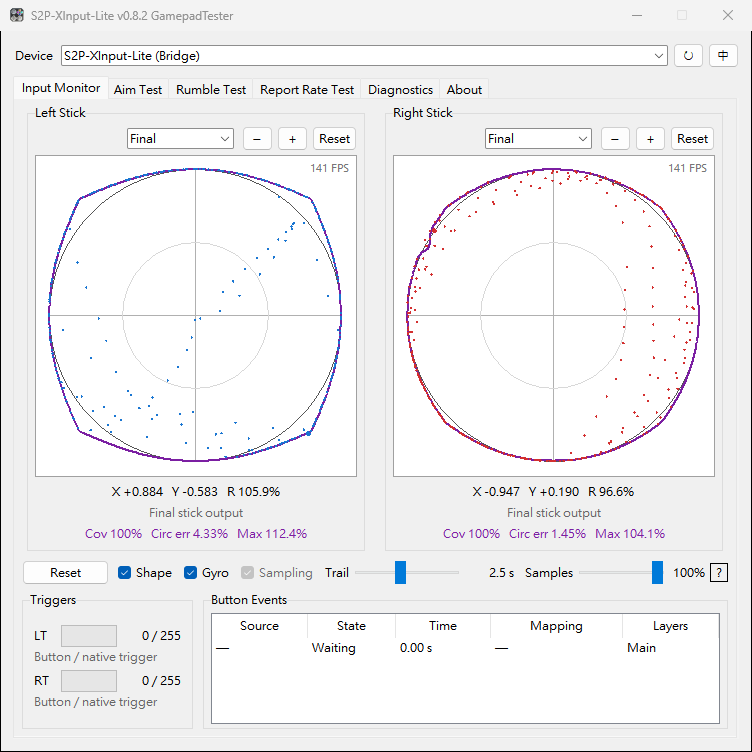 S2P-XInput-Lite v0.8.2 GamepadTester
Device S2P-XInput-Lite (Bridge) 中
Input Monitor Aim Test Rumble Test Report Rate Test Diagnostics About
Left Stick Right Stick
Final − + Reset Final − + Reset
141 FPS 141 FPS
X +0.884 Y -0.583 R 105.9% X -0.947 Y +0.190 R 96.6%
Final stick output Final stick output
Cov 100% Circ err 4.33% Max 112.4% Cov 100% Circ err 1.45% Max 104.1%
Reset Shape Gyro Sampling Trail 2.5 s Samples 100% ?
Triggers Button Events
Source State Time Mapping Layers
— Waiting 0.00 s — Main
LT 0 / 255
Button / native trigger
RT 0 / 255
Button / native trigger